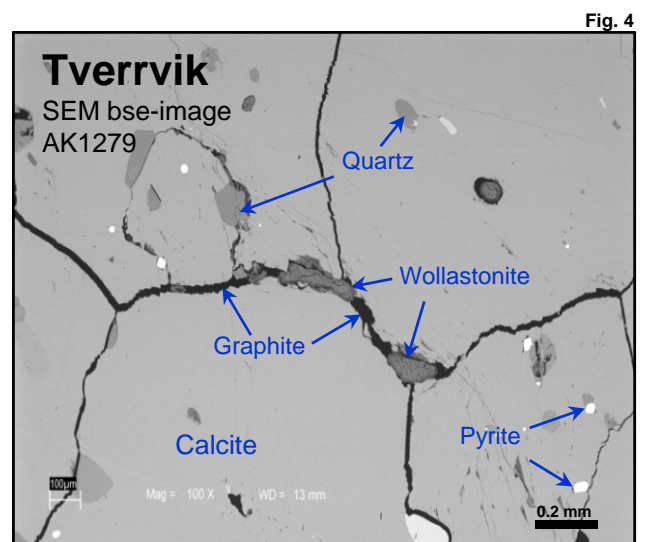 Fig. 4
Tverrvik
SEM bse-image
AK1279
Quartz
Wollastonite
Graphite
Calcite
Pyrite
100µm
Mag = 100 X WD = 13 mm
0.2 mm